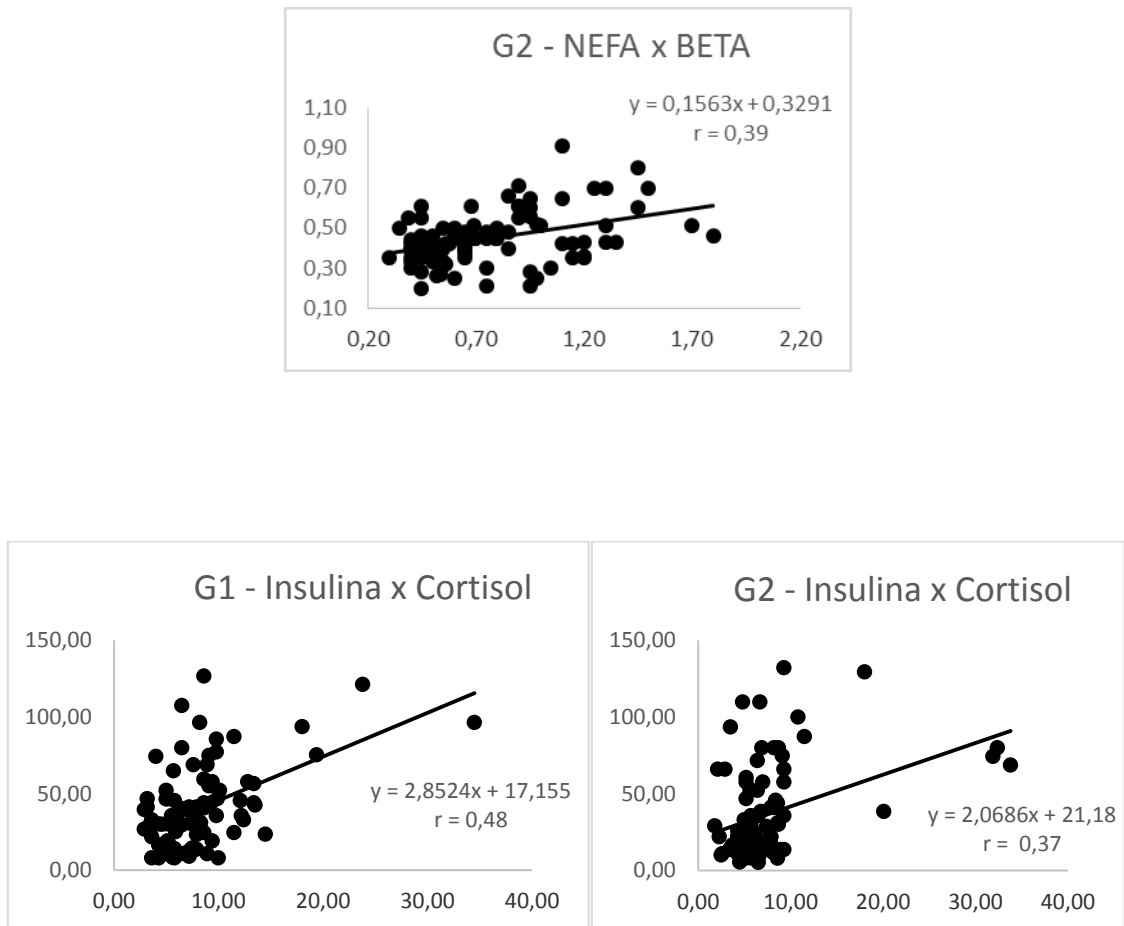 G2 - NEFA x BETA
y = 0,1563x + 0,3291
r = 0,39
1,10
0,90
0,70
0,50
0,30
0,10
0,20 0,70 1,20 1,70 2,20
G1 - Insulina x Cortisol
150,00
100,00
50,00
0,00
y = 2,8524x + 17,155
r = 0,48
0,00 10,00 20,00 30,00 40,00
G2 - Insulina x Cortisol
150,00
100,00
50,00
0,00
y = 2,0686x + 21,18
r = 0,37
0,00 10,00 20,00 30,00 40,00